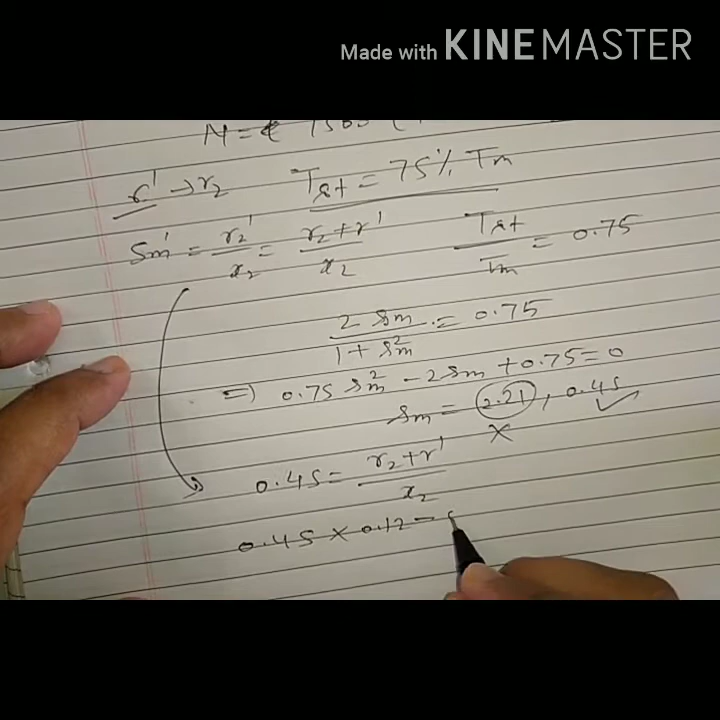 Made with KINEMASTER
N =
r' → r₂ Tst = 75% Tm
Sm' = r₂'/x₂ = (r₂ + r')/x₂
Tst/Tm = 0.75
2 Sm/(1 + Sm²) = 0.75
=) 0.75 Sm² - 2 Sm + 0.75 = 0
Sm = 2.21, 0.45 ✓
×
0.45 = (r₂ + r')/x₂
0.45 × 0.12 -